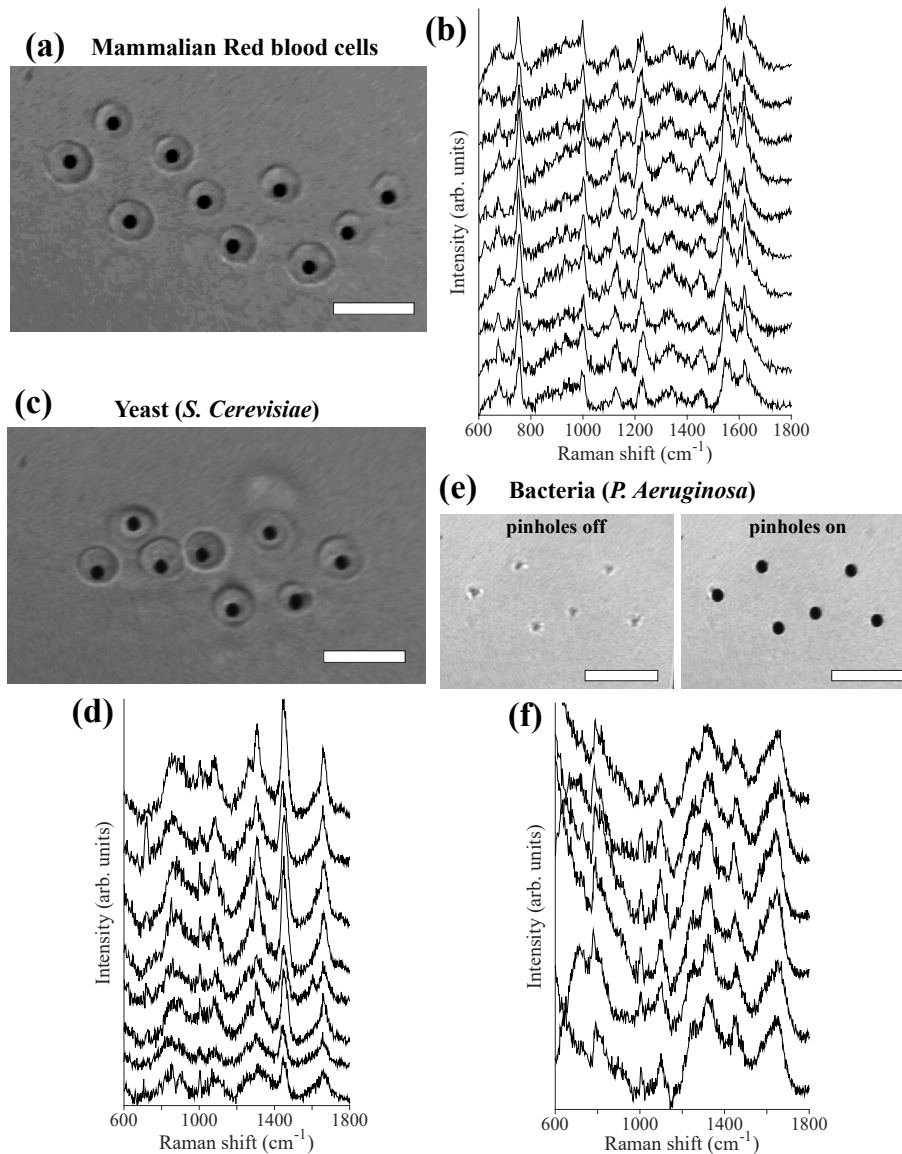 (a) Mammalian Red blood cells
(b)
Intensity (arb. units)
600 800 1000 1200 1400 1600 1800
Raman shift (cm-1)
(c) Yeast (S. Cerevisiae)
(e) Bacteria (P. Aeruginosa)
pinholes off
pinholes on
(d)
Intensity (arb. units)
600 1000 1400 1800
Raman shift (cm-1)
(f)
Intensity (arb. units)
600 1000 1400 1800
Raman shift (cm-1)